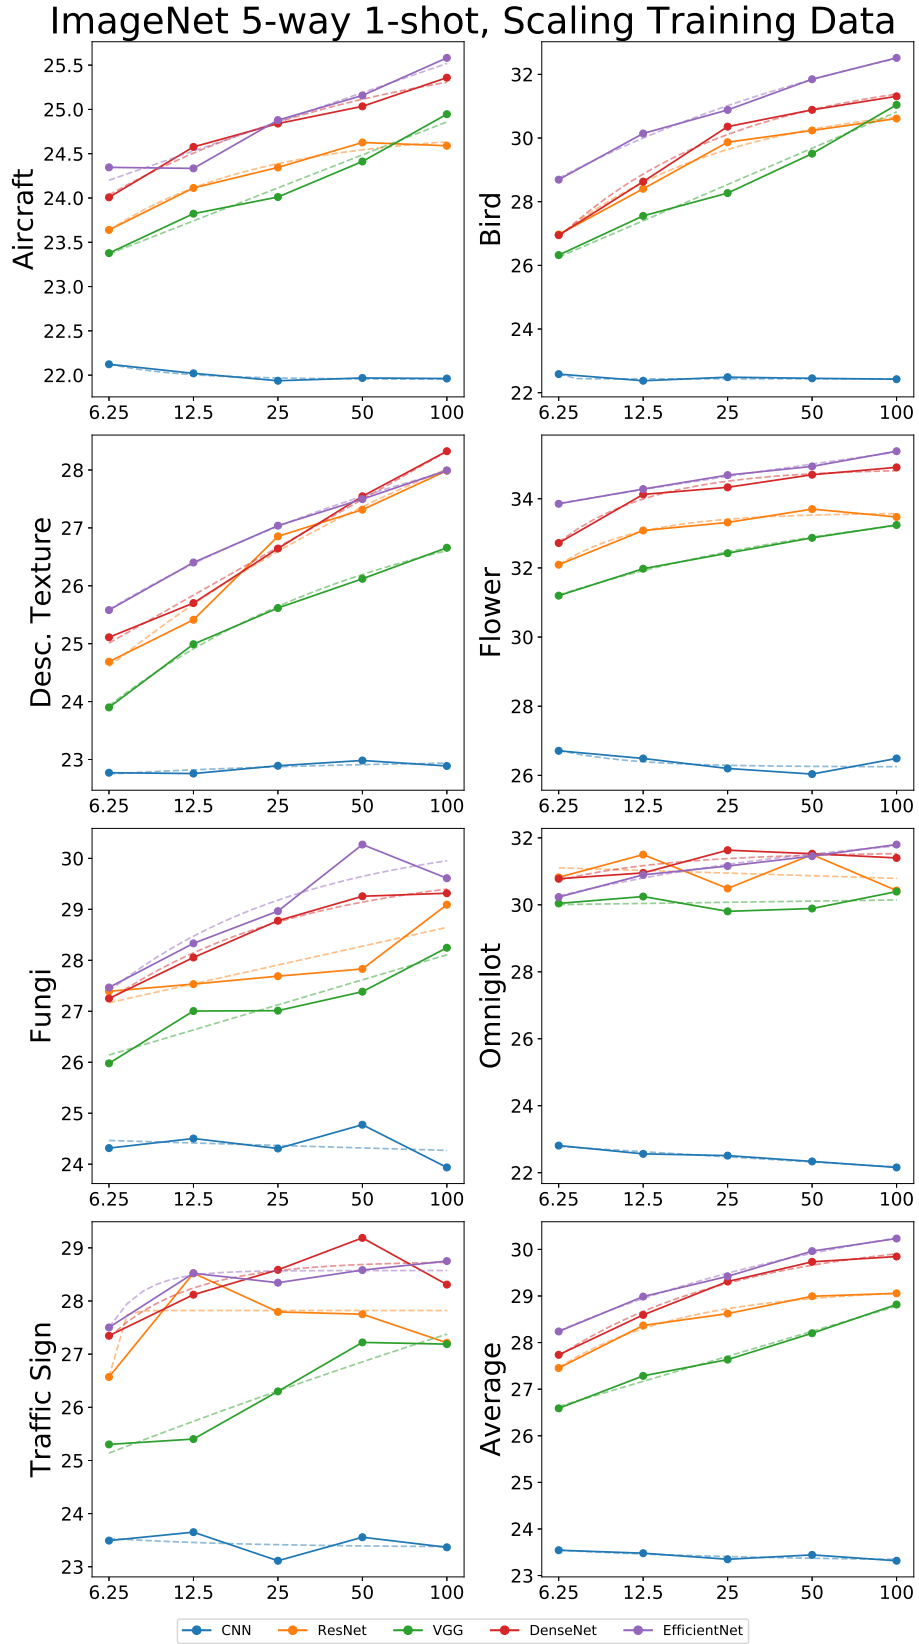 ImageNet 5-way 1-shot, Scaling Training Data
Aircraft
25.5
25.0
24.5
24.0
23.5
23.0
22.5
22.0
6.25 12.5 25 50 100
Bird
32
30
28
26
24
22
6.25 12.5 25 50 100
Desc. Texture
28
27
26
25
24
23
6.25 12.5 25 50 100
Flower
34
32
30
28
26
6.25 12.5 25 50 100
Fungi
30
29
28
27
26
25
24
6.25 12.5 25 50 100
Omniglot
32
30
28
26
24
22
6.25 12.5 25 50 100
Traffic Sign
29
28
27
26
25
24
23
6.25 12.5 25 50 100
Average
30
29
28
27
26
25
24
23
6.25 12.5 25 50 100
CNN ResNet VGG DenseNet EfficientNet